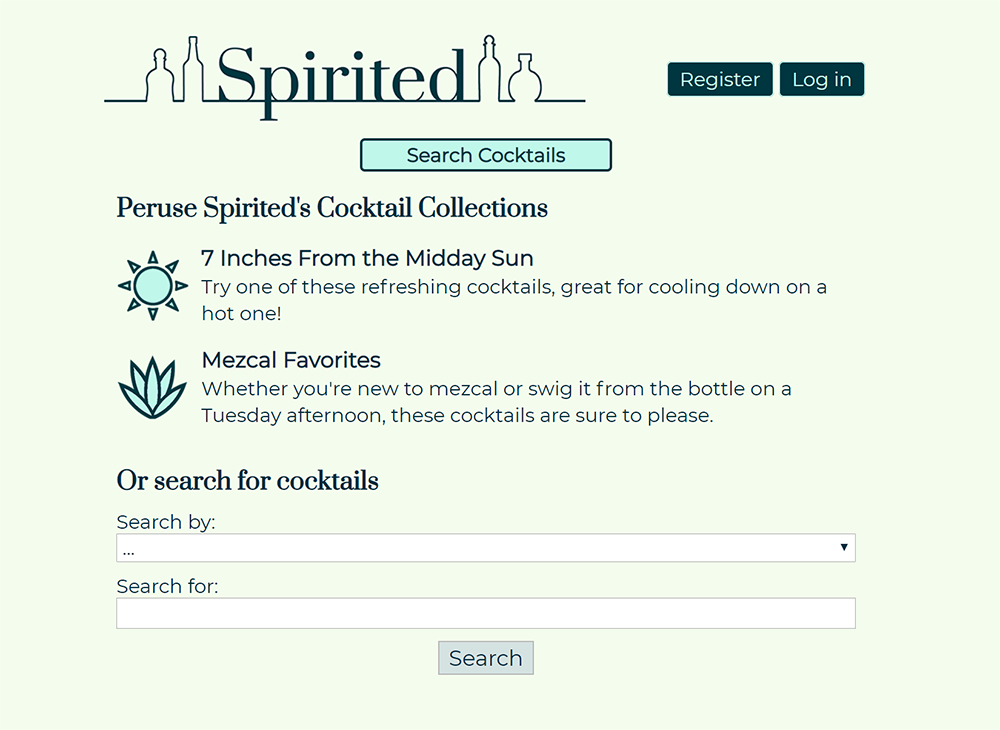 Spirited
Register
Log in
Search Cocktails
Peruse Spirited's Cocktail Collections
7 Inches From the Midday Sun
Try one of these refreshing cocktails, great for cooling down on a
hot one!
Mezcal Favorites
Whether you're new to mezcal or swig it from the bottle on a
Tuesday afternoon, these cocktails are sure to please.
Or search for cocktails
Search by:
...
Search for:
Search